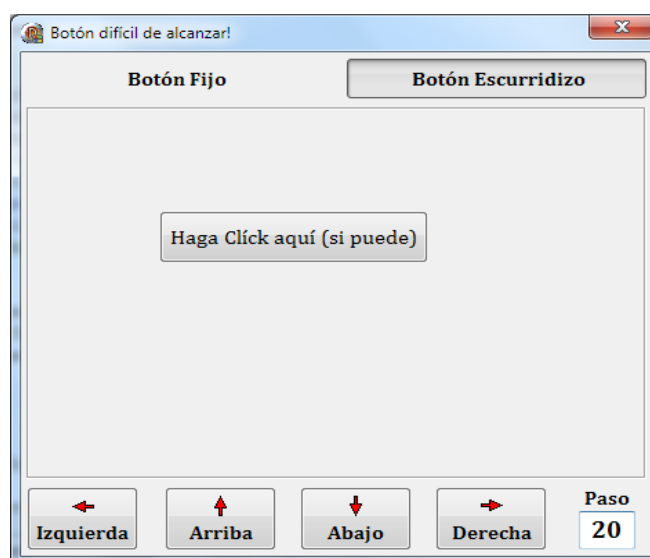 Botón difícil de alcanzar!
Botón Fijo
Botón Escurridizo
Haga Clíck aquí (si puede)
Paso
Izquierda
Arriba
Abajo
Derecha
20